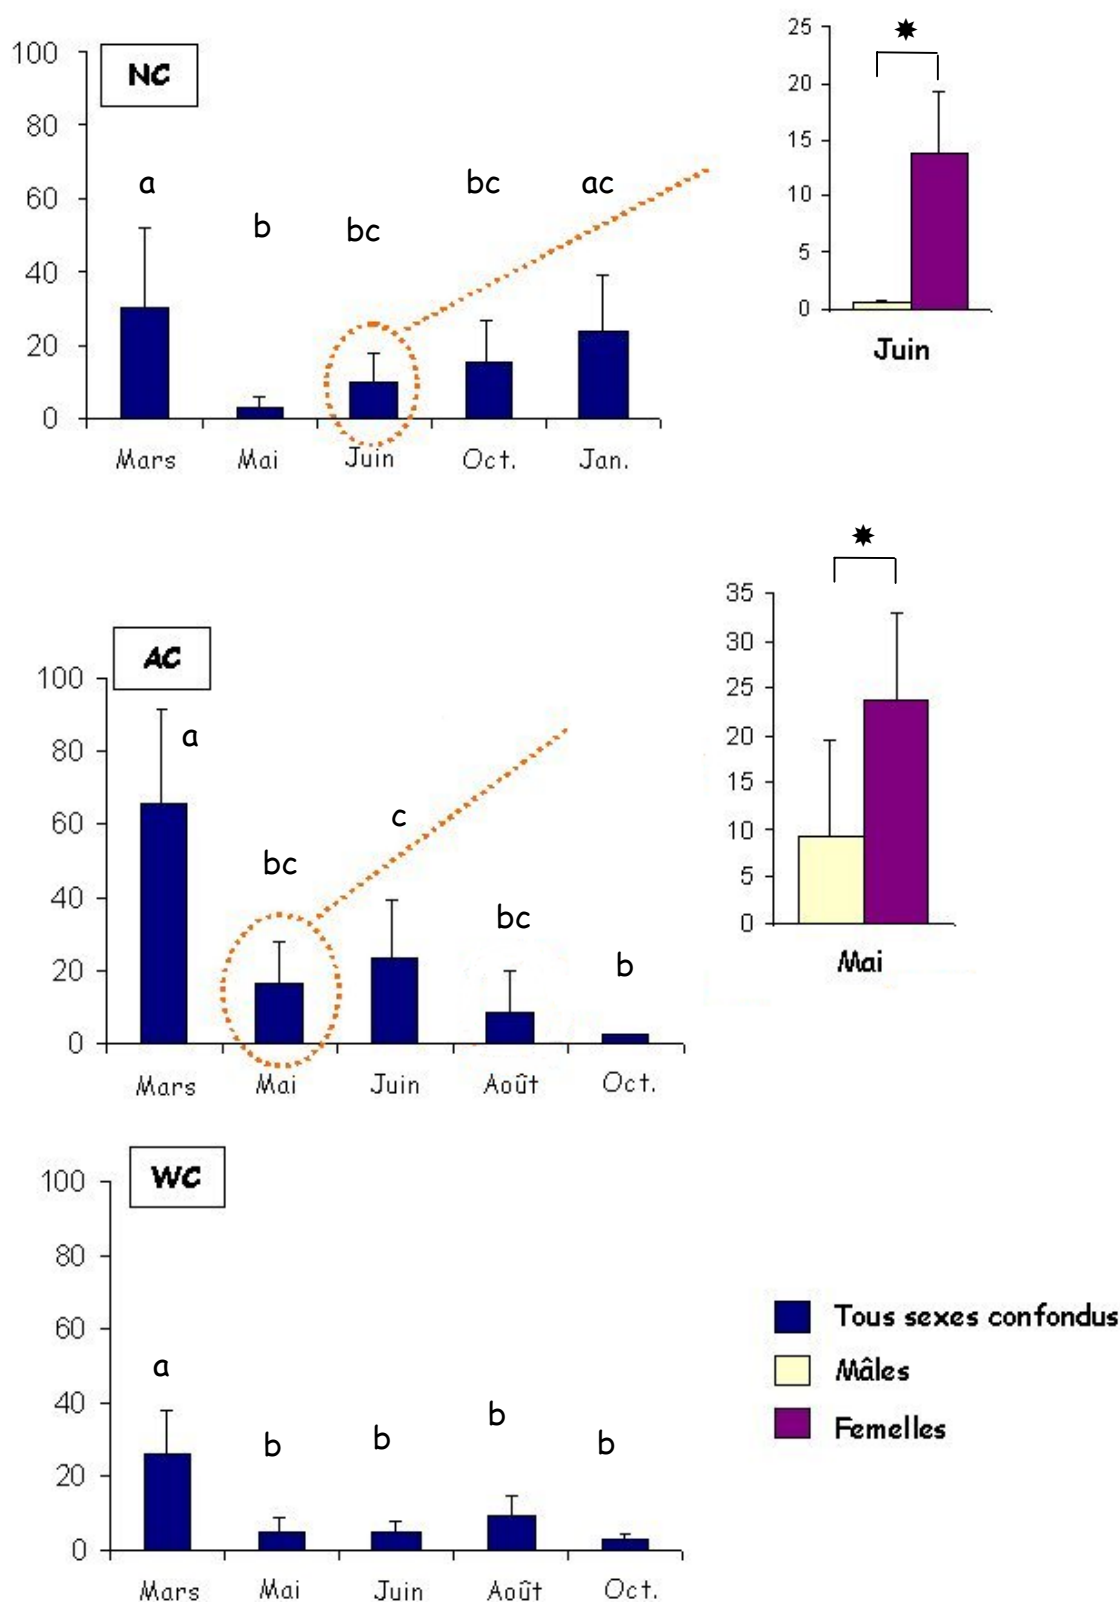 NC
100
80
60
40
20
0
a
b
bc
bc
ac
Mars Mai Juin Oct. Jan.
25
20
15
10
5
0
✸
Juin
AC
100
80
60
40
20
0
a
bc
c
bc
b
Mars Mai Juin Août Oct.
35
30
25
20
15
10
5
0
✸
Mai
WC
100
80
60
40
20
0
a
b
b
b
b
Mars Mai Juin Août Oct.
Tous sexes confondus
Mâles
Femelles